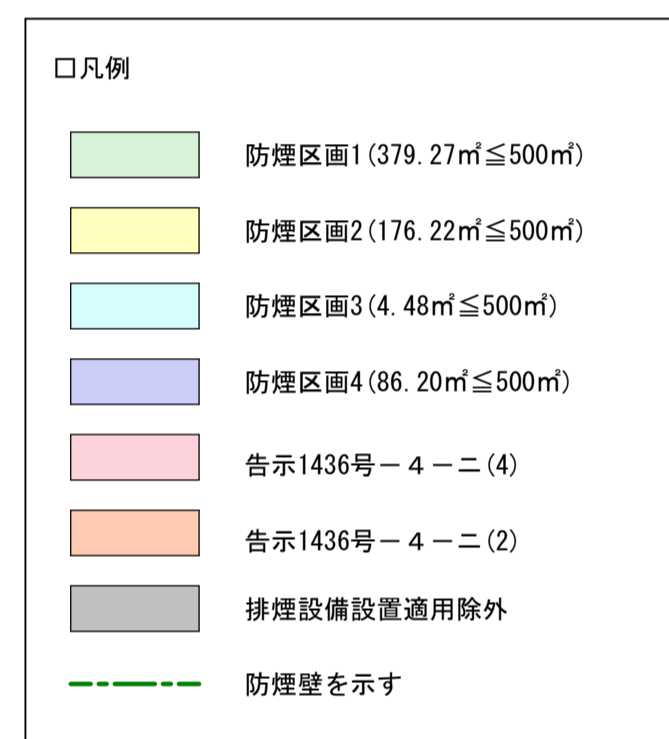 □凡例
防煙区画1(379.27㎡≦500㎡)
防煙区画2(176.22㎡≦500㎡)
防煙区画3(4.48㎡≦500㎡)
防煙区画4(86.20㎡≦500㎡)
告示1436号－４－二(4)
告示1436号－４－二(2)
排煙設備設置適用除外
防煙壁を示す